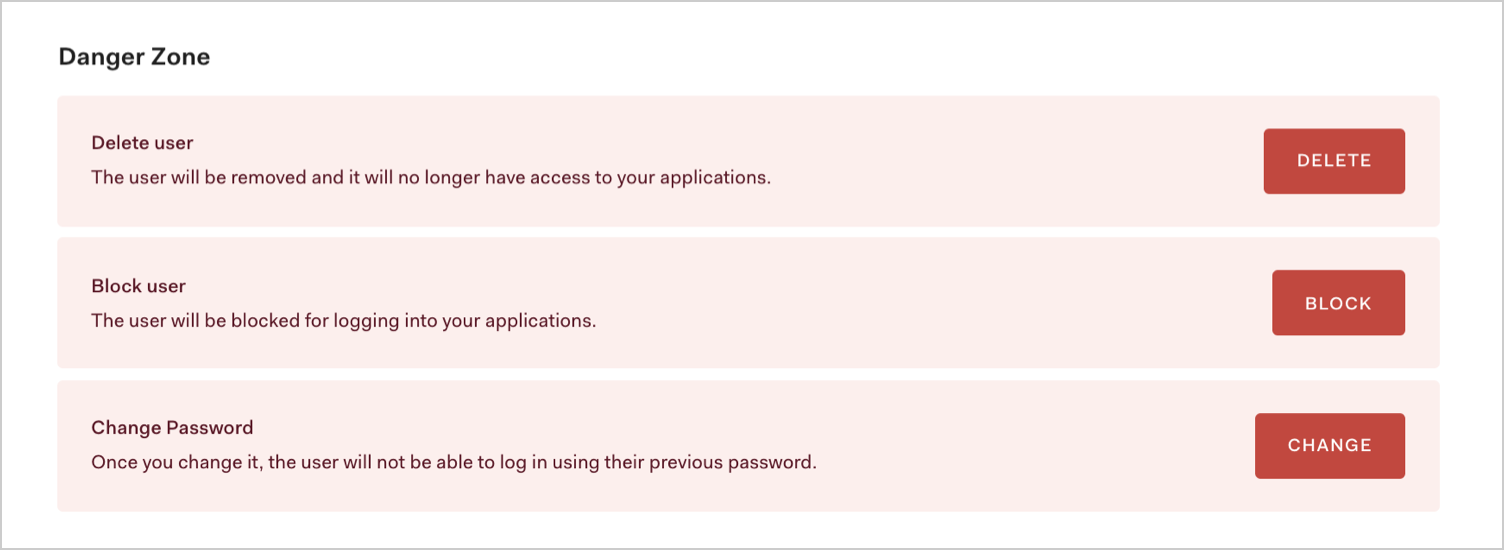 Danger Zone
Delete user
The user will be removed and it will no longer have access to your applications.
DELETE
Block user
The user will be blocked for logging into your applications.
BLOCK
Change Password
Once you change it, the user will not be able to log in using their previous password.
CHANGE